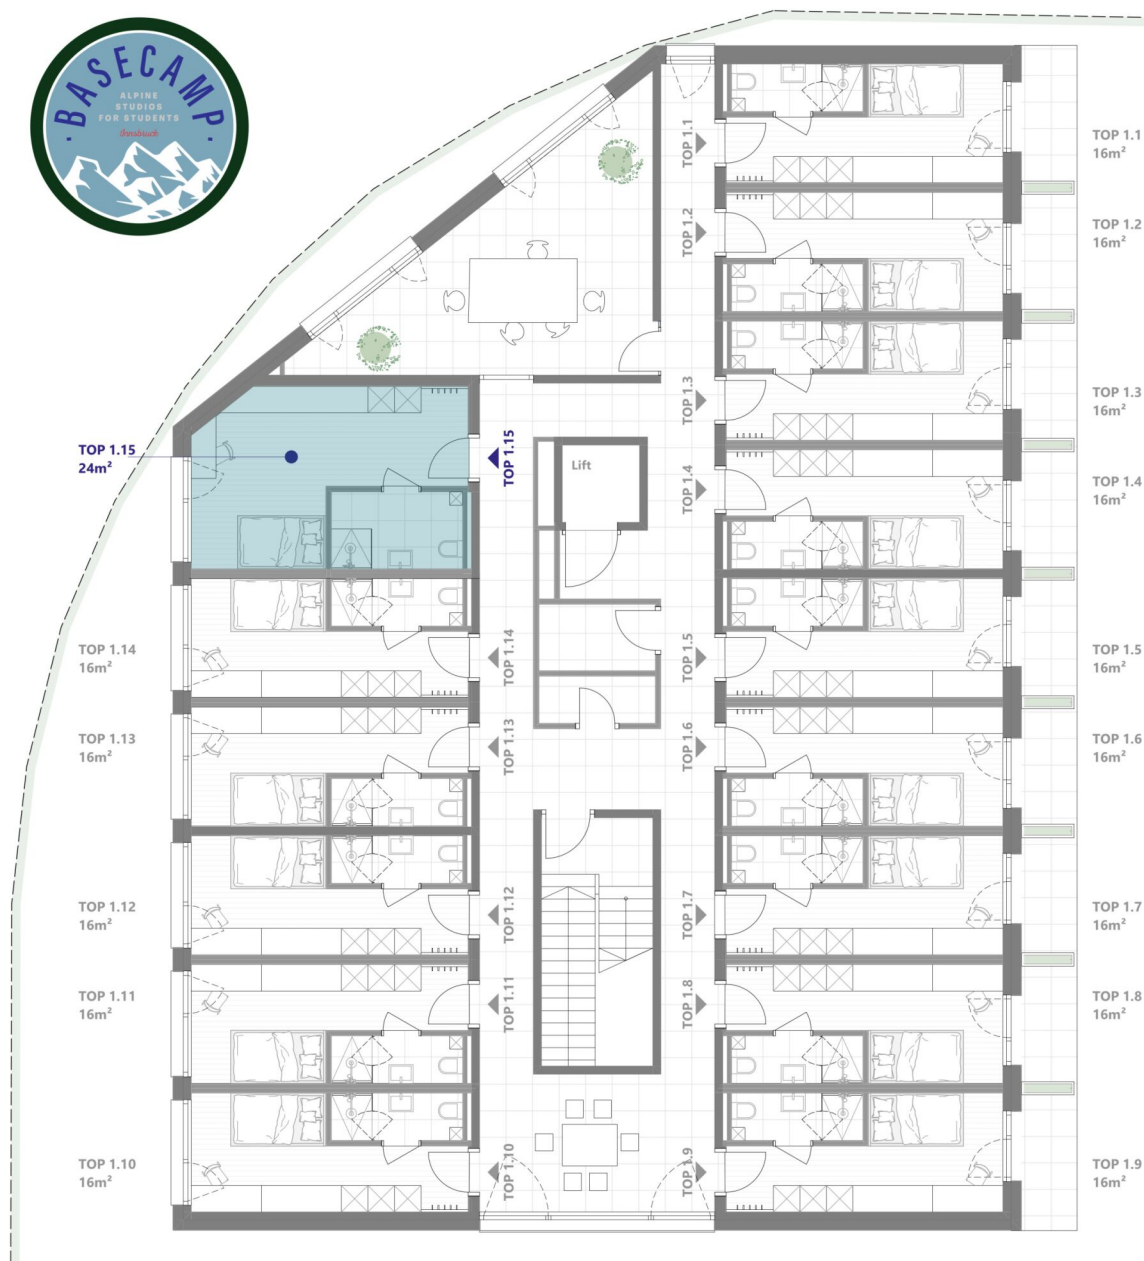 ·BASECAMP·
ALPINE
STUDIOS
FOR STUDENTS
Innsbruck
TOP 1.1
TOP 1.1
16m²
TOP 1.2
TOP 1.2
16m²
TOP 1.3
TOP 1.3
16m²
TOP 1.15
24m²
TOP 1.15
Lift
TOP 1.4
TOP 1.4
16m²
TOP 1.14
16m²
TOP 1.14
TOP 1.5
TOP 1.5
16m²
TOP 1.13
16m²
TOP 1.13
TOP 1.6
TOP 1.6
16m²
TOP 1.12
16m²
TOP 1.12
TOP 1.7
TOP 1.7
16m²
TOP 1.11
16m²
TOP 1.11
TOP 1.8
TOP 1.8
16m²
TOP 1.10
16m²
TOP 1.10
TOP 1.9
TOP 1.9
16m²